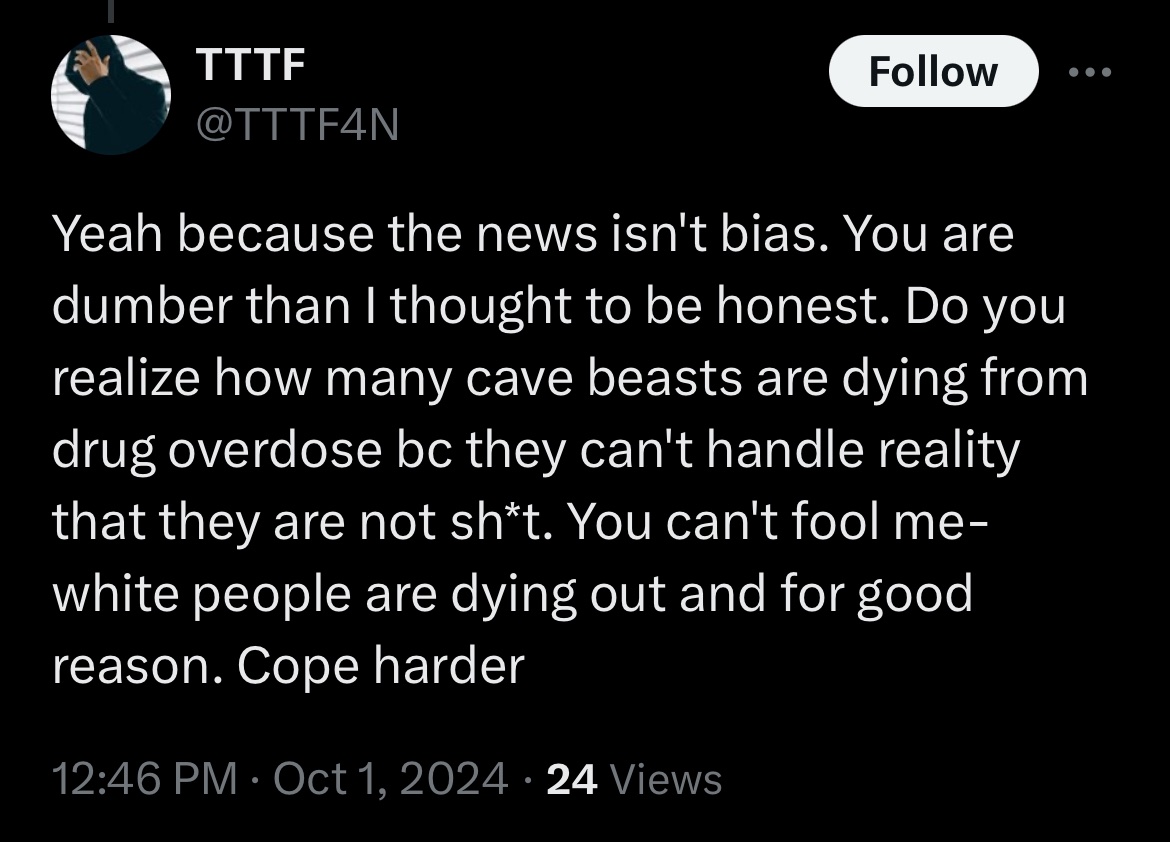 TTTF
Follow
@TTTF4N
Yeah because the news isn't bias. You are
dumber than I thought to be honest. Do you
realize how many cave beasts are dying from
drug overdose bc they can't handle reality
that they are not sh*t. You can't fool me-
white people are dying out and for good
reason. Cope harder
12:46 PM · Oct 1, 2024 · 24 Views